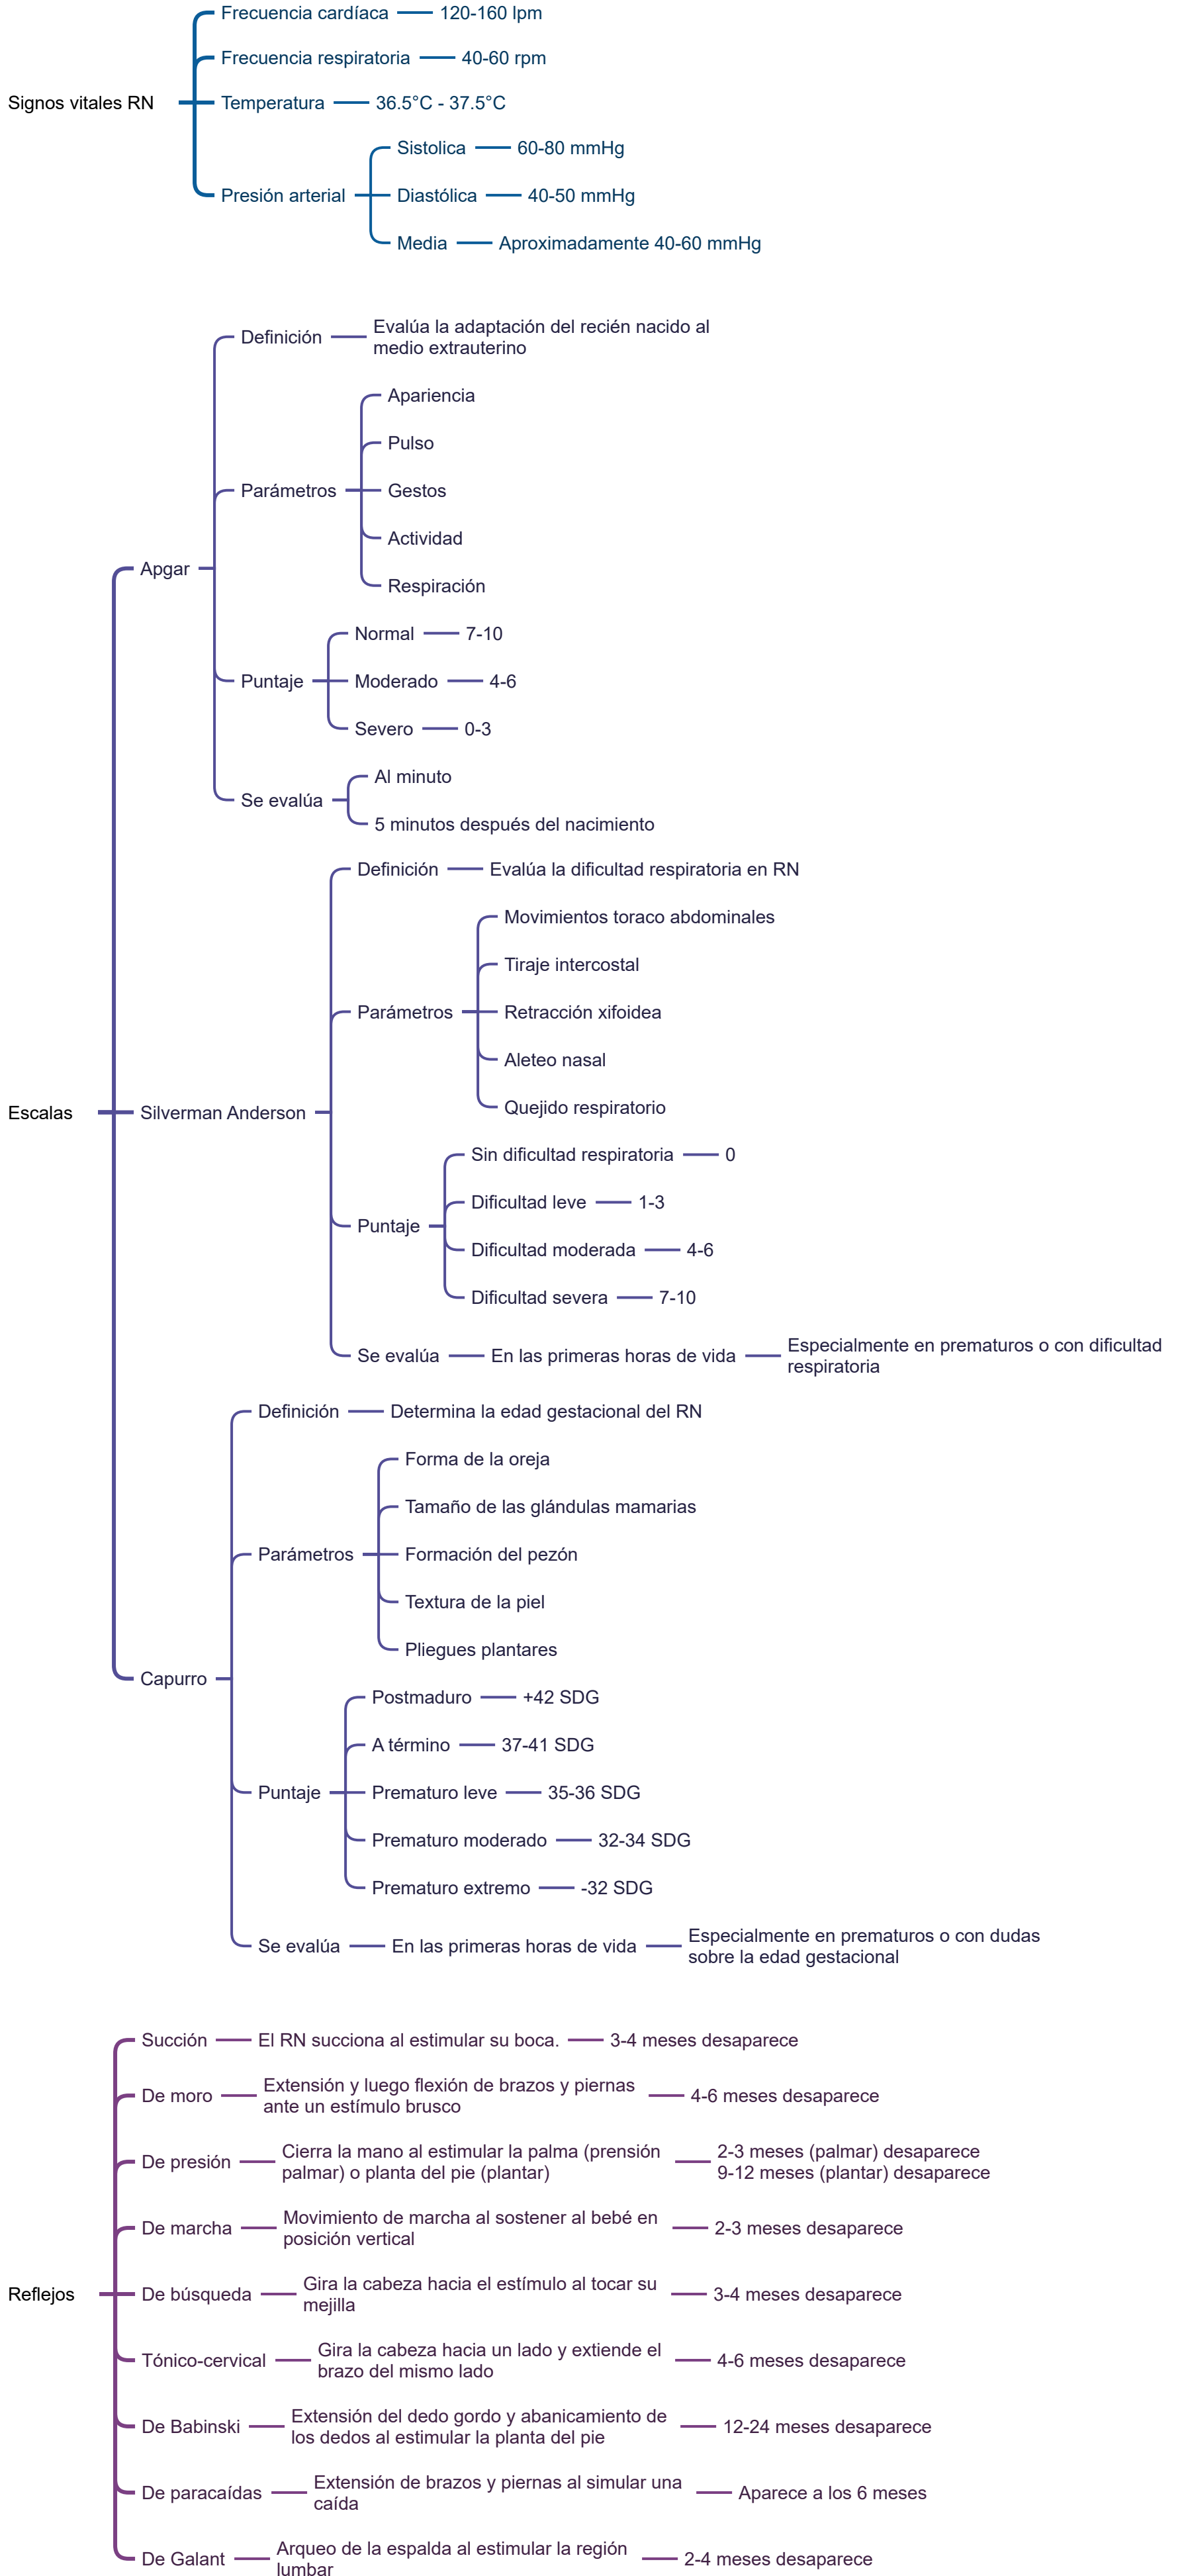 Signos vitales RN
Frecuencia cardíaca
120-160 lpm
Frecuencia respiratoria
40-60 rpm
Temperatura
36.5°C - 37.5°C
Presión arterial
Sistolica
60-80 mmHg
Diastólica
40-50 mmHg
Media
Aproximadamente 40-60 mmHg
Escalas
Apgar
Definición
Evalúa la adaptación del recién nacido al
medio extrauterino
Parámetros
Apariencia
Pulso
Gestos
Actividad
Respiración
Puntaje
Normal
7-10
Moderado
4-6
Severo
0-3
Se evalúa
Al minuto
5 minutos después del nacimiento
Silverman Anderson
Definición
Evalúa la dificultad respiratoria en RN
Parámetros
Movimientos toraco abdominales
Tiraje intercostal
Retracción xifoidea
Aleteo nasal
Quejido respiratorio
Puntaje
Sin dificultad respiratoria
0
Dificultad leve
1-3
Dificultad moderada
4-6
Dificultad severa
7-10
Se evalúa
En las primeras horas de vida
Especialmente en prematuros o con dificultad
respiratoria
Capurro
Definición
Determina la edad gestacional del RN
Parámetros
Forma de la oreja
Tamaño de las glándulas mamarias
Formación del pezón
Textura de la piel
Pliegues plantares
Puntaje
Postmaduro
+42 SDG
A término
37-41 SDG
Prematuro leve
35-36 SDG
Prematuro moderado
32-34 SDG
Prematuro extremo
-32 SDG
Se evalúa
En las primeras horas de vida
Especialmente en prematuros o con dudas
sobre la edad gestacional
Reflejos
Succión
El RN succiona al estimular su boca.
3-4 meses desaparece
De moro
Extensión y luego flexión de brazos y piernas
ante un estímulo brusco
4-6 meses desaparece
De presión
Cierra la mano al estimular la palma (prensión
palmar) o planta del pie (plantar)
2-3 meses (palmar) desaparece
9-12 meses (plantar) desaparece
De marcha
Movimiento de marcha al sostener al bebé en
posición vertical
2-3 meses desaparece
De búsqueda
Gira la cabeza hacia el estímulo al tocar su
mejilla
3-4 meses desaparece
Tónico-cervical
Gira la cabeza hacia un lado y extiende el
brazo del mismo lado
4-6 meses desaparece
De Babinski
Extensión del dedo gordo y abanicamiento de
los dedos al estimular la planta del pie
12-24 meses desaparece
De paracaídas
Extensión de brazos y piernas al simular una
caída
Aparece a los 6 meses
De Galant
Arqueo de la espalda al estimular la región
lumbar
2-4 meses desaparece